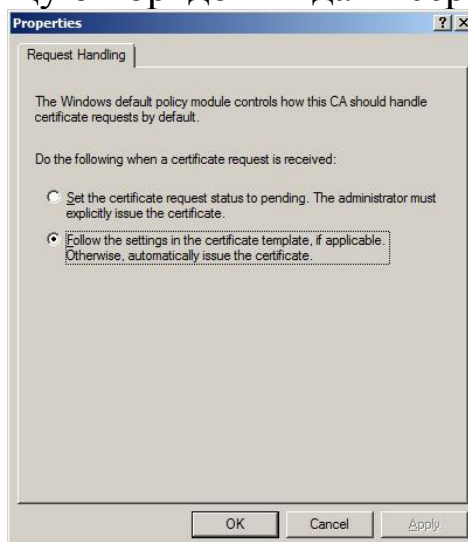 Properties
Request Handling
The Windows default policy module controls how this CA should handle
certificate requests by default.
Do the following when a certificate request is received:
Set the certificate request status to pending. The administrator must
explicitly issue the certificate.
Follow the settings in the certificate template, if applicable.
Otherwise, automatically issue the certificate.
OK Cancel Apply